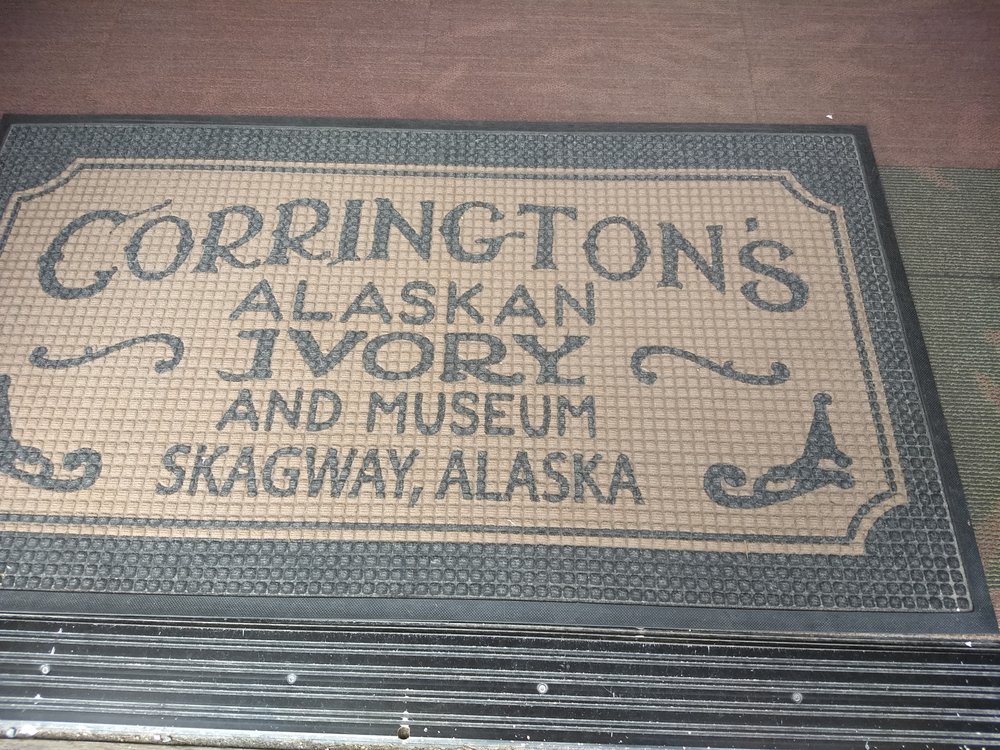 CORRINGTON'S
ALASKAN
IVORY
AND MUSEUM
SKAGWAY, ALASKA